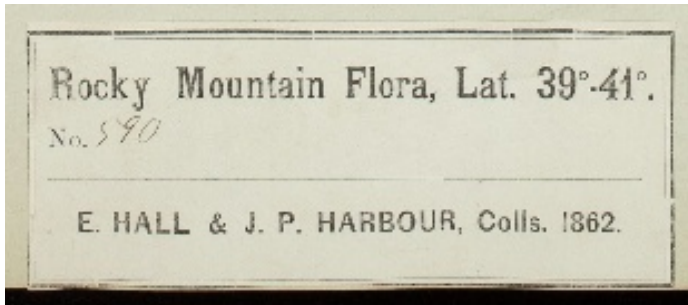 Rocky Mountain Flora, Lat. 39°-41°.
No. 590
E. HALL & J. P. HARBOUR, Colls. 1862.